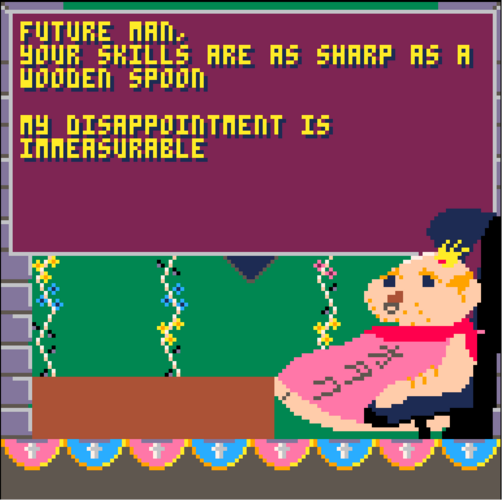 FUTURE MAN,
YOUR SKILLS ARE AS SHARP AS A
WOODEN SPOON
MY DISAPPOINTMENT IS
IMMEASURABLE